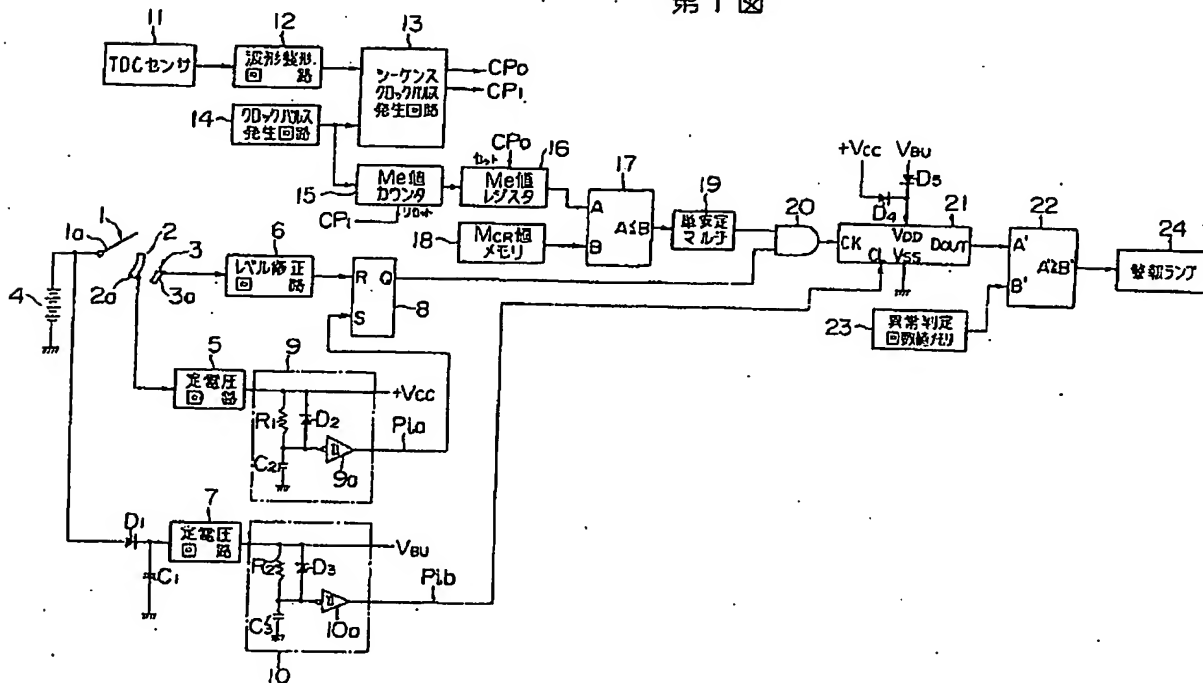 第1図
11
TDCセンサ
12
波形整形
回路
13
シーケンス
クロックパルス
発生回路
CP0
CP1
14
クロックパルス
発生回路
15
Me値
カウンタ
CP1
リセット
CP0
セット
16
Me値
レジスタ
17
A
B
A≦B
18
MCR値
メモリ
19
単安定
マルチ
20
+Vcc
VBU
D5
D4
21
CK
VDD
DOUT
CL
VSS
22
A'
B'
A'≧B'
23
異常判定
回数値メモリ
24
警報ランプ
1
1a
2
2a
3
3a
4
6
レベル修正
回路
R
Q
S
8
5
定電圧
回路
9
R1
D2
C2
9a
+Vcc
Pia
D1
C1
7
定電圧
回路
R2
D3
C3
10a
VBU
Pib
10